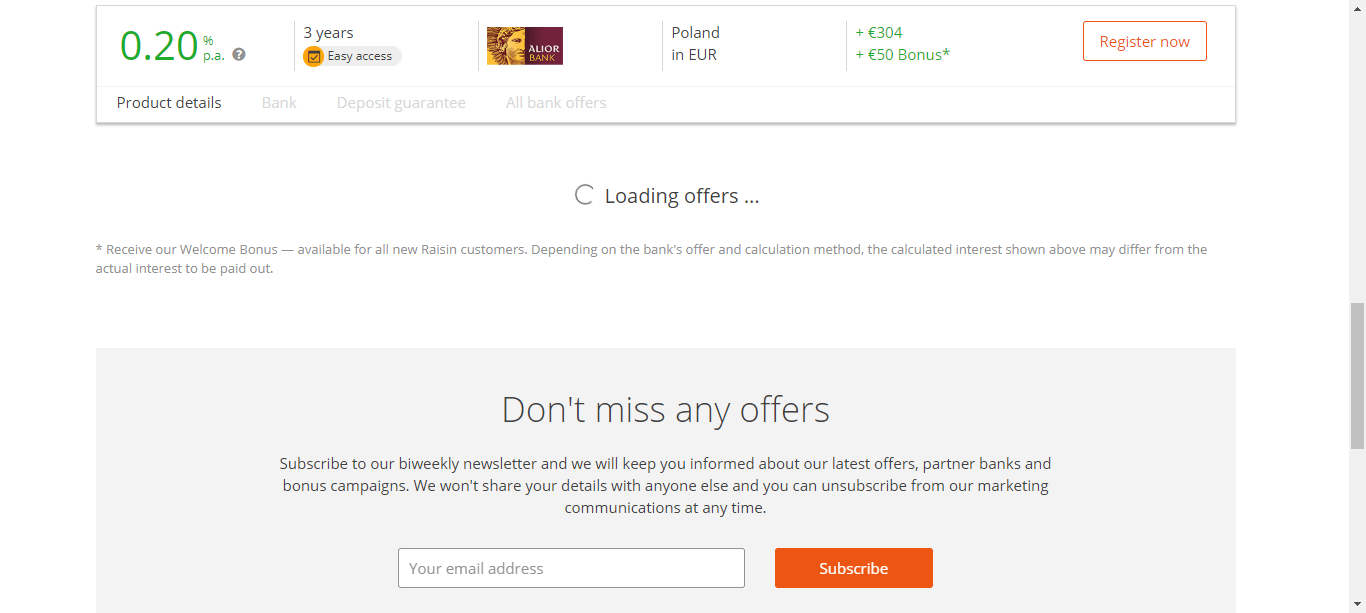 0.20 % p.a. ?
3 years
Easy access
ALIOR
BANK
Poland
in EUR
+ €304
+ €50 Bonus*
Register now
Product details Bank Deposit guarantee All bank offers
Loading offers ...
* Receive our Welcome Bonus — available for all new Raisin customers. Depending on the bank's offer and calculation method, the calculated interest shown above may differ from the
actual interest to be paid out.
Don't miss any offers
Subscribe to our biweekly newsletter and we will keep you informed about our latest offers, partner banks and
bonus campaigns. We won't share your details with anyone else and you can unsubscribe from our marketing
communications at any time.
Your email address
Subscribe